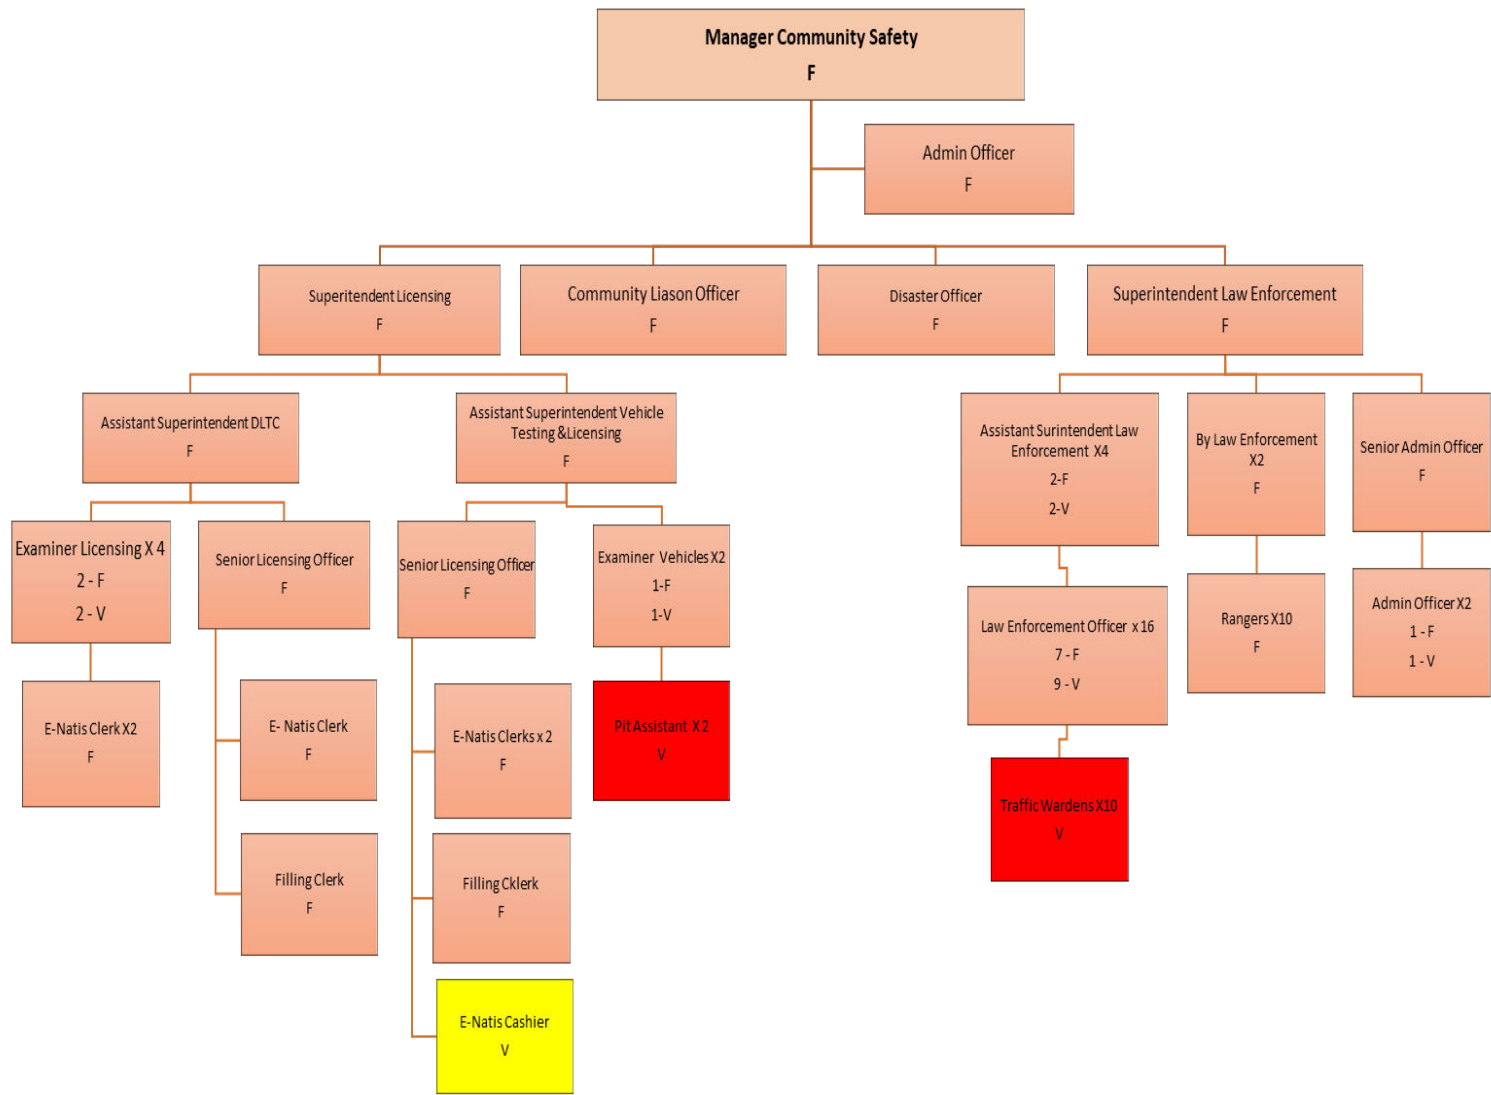 Manager Community Safety
F
Admin Officer
F
Superitendent Licensing
F
Community Liason Officer
F
Disaster Officer
F
Superintendent Law Enforcement
F
Assistant Superintendent DLTC
F
Assistant Superintendent Vehicle
Testing &Licensing
F
Assistant Surintendent Law
Enforcement X4
2-F
2-V
By Law Enforcement
X2
F
Senior Admin Officer
F
Examiner Licensing X 4
2 - F
2 - V
Senior Licensing Officer
F
Senior Licensing Officer
F
Examiner Vehicles X2
1-F
1-V
Law Enforcement Officer x 16
7 - F
9 - V
Rangers X10
F
Admin Officer X2
1 - F
1 - V
E-Natis Clerk X2
F
E- Natis Clerk
F
E-Natis Clerks x 2
F
Pit Assistant X 2
V
Traffic Wardens X10
V
Filling Clerk
F
Filling Cklerk
F
E-Natis Cashier
V